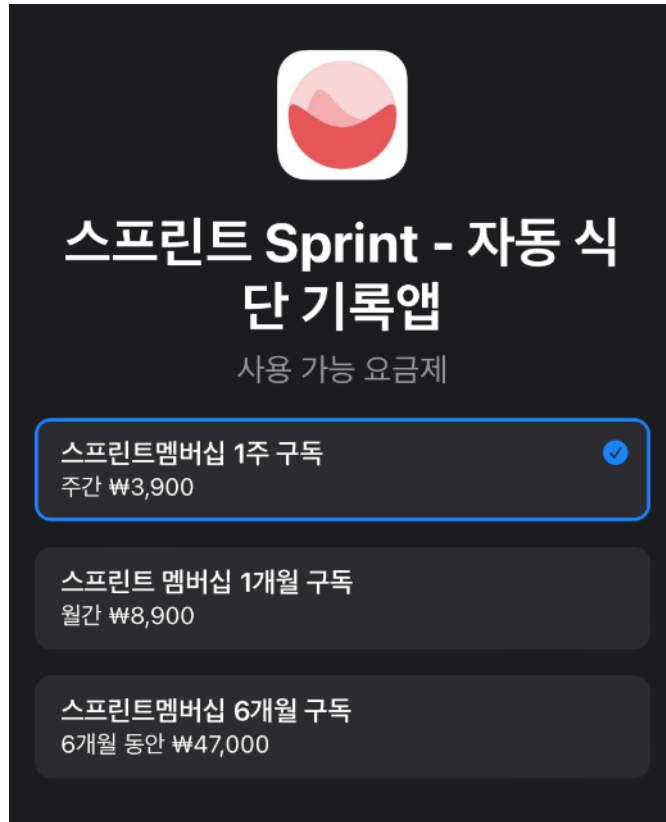 스프린트 Sprint - 자동 식
단 기록앱
사용 가능 요금제
스프린트멤버십 1주 구독
주간 ₩3,900
스프린트 멤버십 1개월 구독
월간 ₩8,900
스프린트멤버십 6개월 구독
6개월 동안 ₩47,000